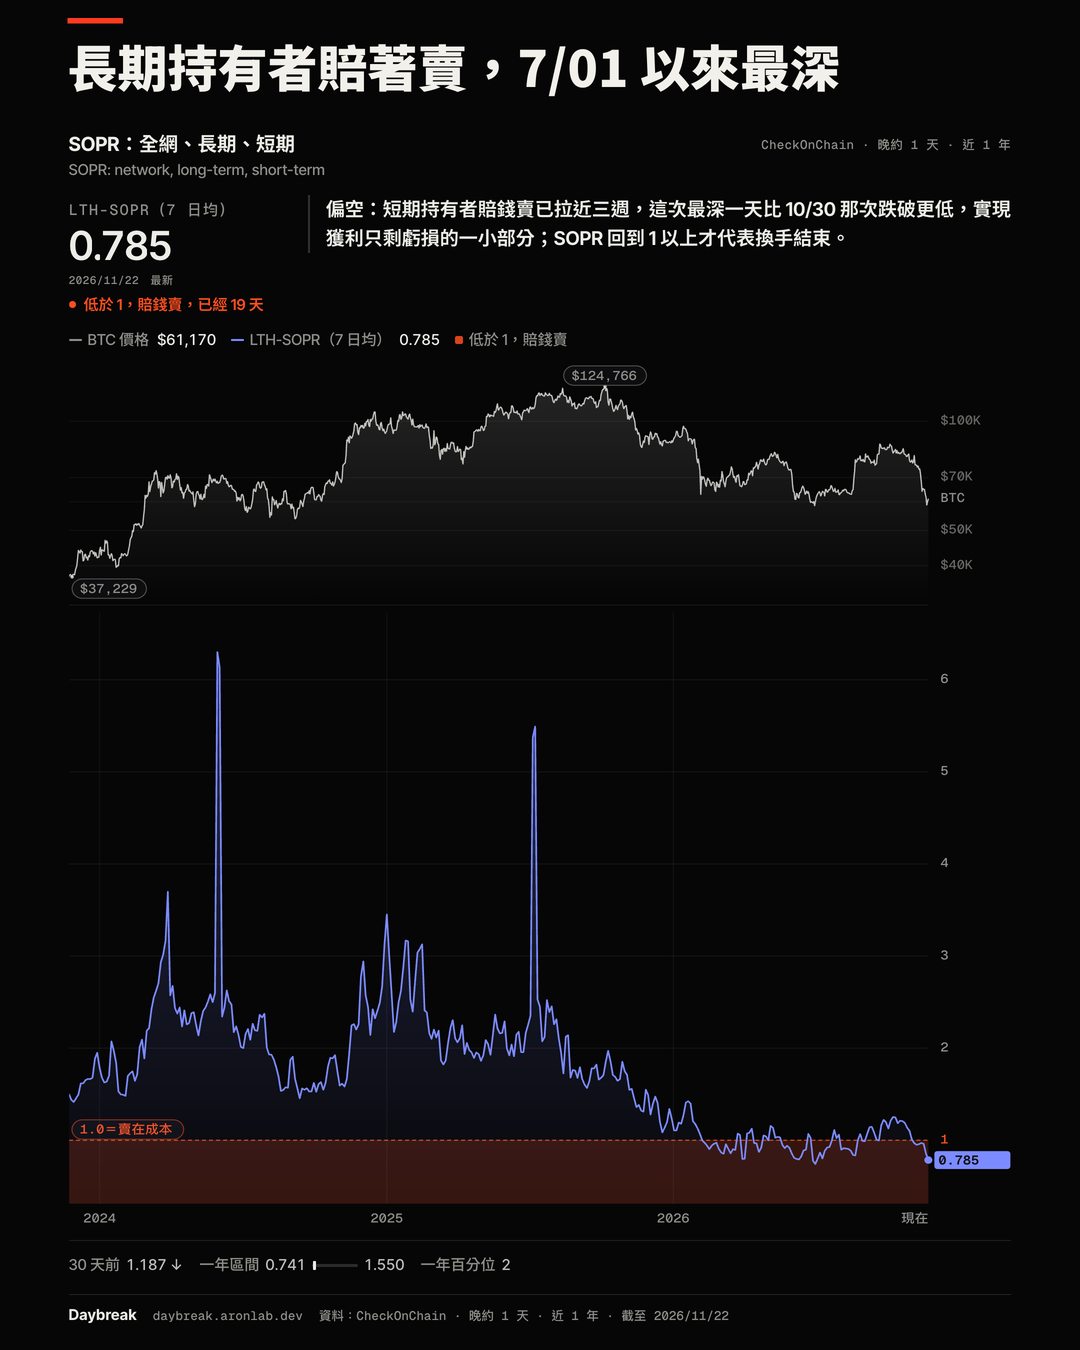 長期持有者賠著賣，7/01 以來最深
SOPR：全網、長期、短期
CheckOnChain · 晚約 1 天 · 近 1 年
SOPR: network, long-term, short-term
LTH-SOPR (7 日均)
0.785
2026/11/22 最新
● 低於 1，賠錢賣，已經 19 天
偏空：短期持有者賠錢賣已拉近三週，這次最深一天比 10/30 那次跌破更低，實現
獲利只剩虧損的一小部分；SOPR 回到 1 以上才代表換手結束。
BTC 價格 $61,170 LTH-SOPR（7 日均） 0.785 低於 1，賠錢賣
$124,766
$100K
$70K
BTC
$50K
$40K
$37,229
6
5
4
3
2
1.0＝賣在成本
1
0.785
2024 2025 2026 現在
30 天前 1.187 ↓ 一年區間 0.741 1.550 一年百分位 2
Daybreak daybreak.aronlab.dev 資料：CheckOnChain · 晚約 1 天 · 近 1 年 · 截至 2026/11/22